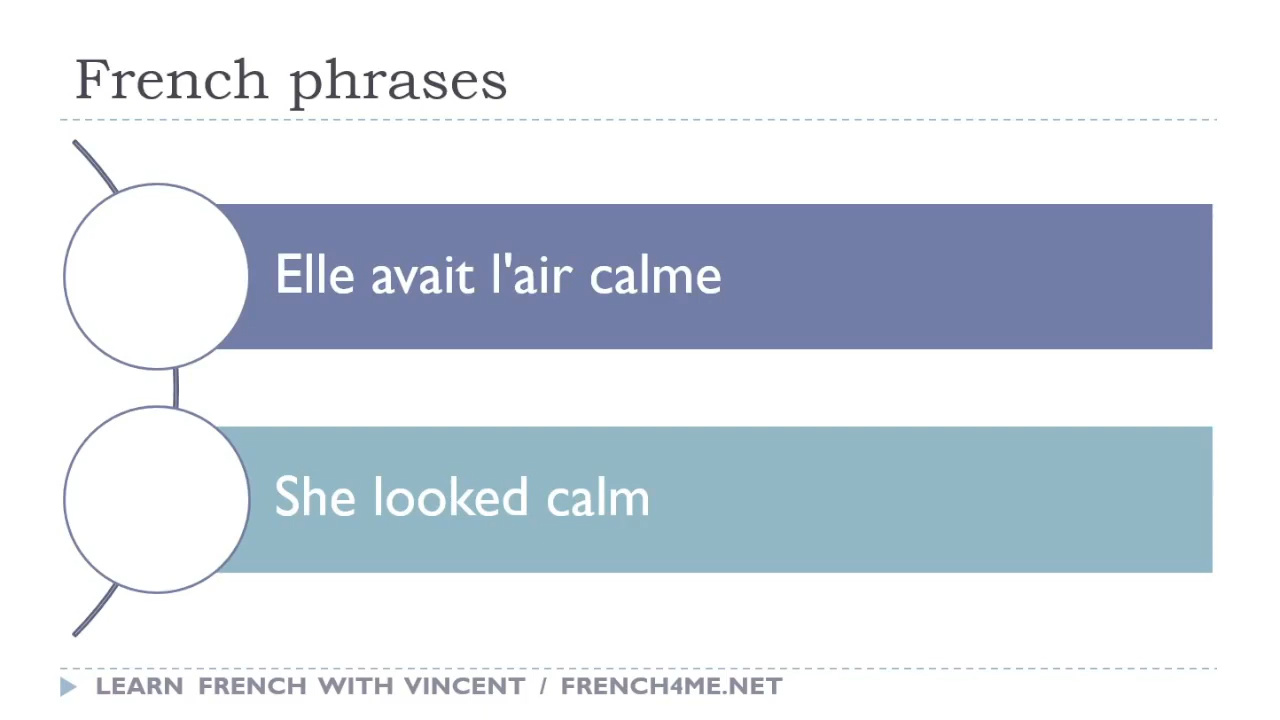 French phrases
Elle avait l'air calme
She looked calm
LEARN FRENCH WITH VINCENT / FRENCH4ME.NET